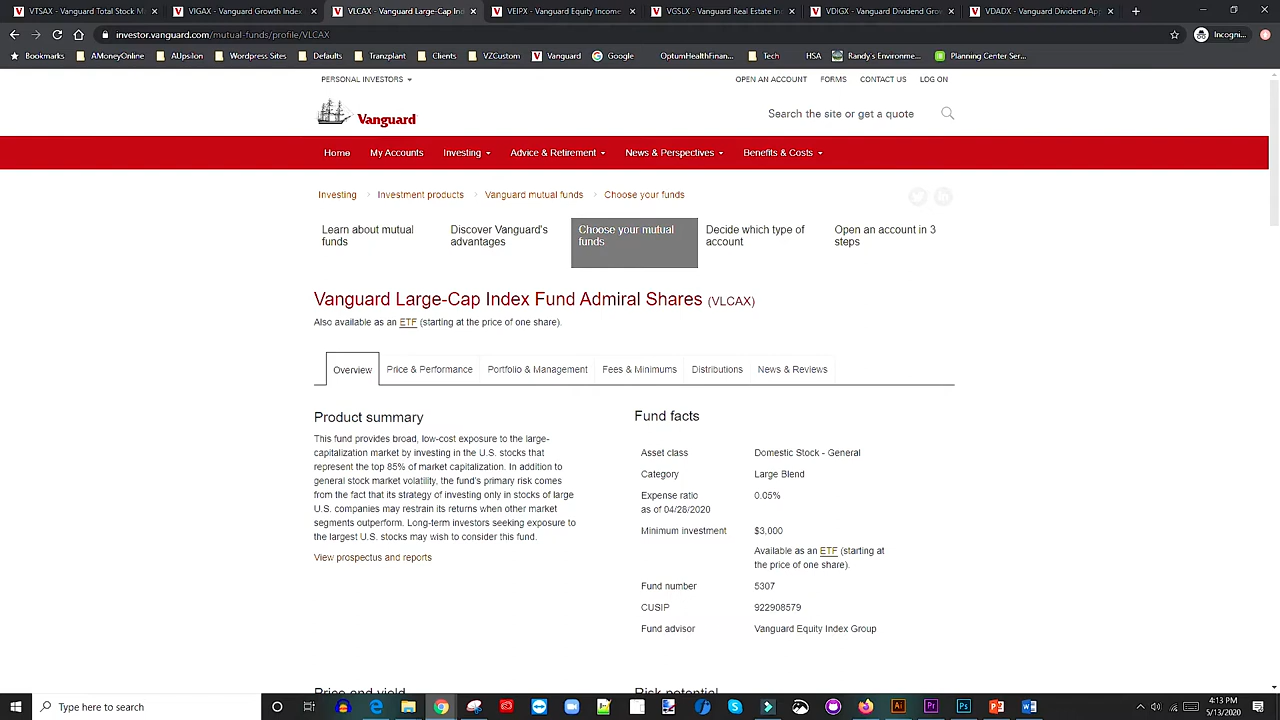 VTSAX - Vanguard Total Stock M
VIGAX - Vanguard Growth Index
VLCAX - Vanguard Large-Cap Ind
VEIPX - Vanguard Equity Income
VGSLX - Vanguard Real Estate In
VDIGX - Vanguard Dividend Grow
VDADX - Vanguard Dividend App
investor.vanguard.com/mutual-funds/profile/VLCAX
Incogni...
Bookmarks
AMoneyOnline
AUpsilon
Distributions
Defaults
Tranzplant
Clients
VZCustom
Vanguard
Google
OptumHealthFinan...
Tech
HSA
Randy's Environme...
Planning Center Ser...
PERSONAL INVESTORS
OPEN AN ACCOUNT
FORMS
CONTACT US
LOG ON
Vanguard
Search the site or get a quote
Home
My Accounts
Investing
Advice & Retirement
News & Perspectives
Benefits & Costs
Investing > Investment products > Vanguard mutual funds > Choose your funds
Learn about mutual
funds
Discover Vanguard's
advantages
Choose your mutual
funds
Decide which type of
account
Open an account in 3
steps
Vanguard Large-Cap Index Fund Admiral Shares (VLCAX)
Also available as an ETF (starting at the price of one share).
Overview
Price & Performance
Portfolio & Management
Fees & Minimums
Distributions
News & Reviews
Product summary
This fund provides broad, low-cost exposure to the large-
capitalization market by investing in the U.S. stocks that
represent the top 85% of market capitalization. In addition to
general stock market volatility, the fund's primary risk comes
from the fact that its strategy of investing only in stocks of large
U.S. companies may restrain its returns when other market
segments outperform. Long-term investors seeking exposure to
the largest U.S. stocks may wish to consider this fund.
View prospectus and reports
Fund facts
Asset class Domestic Stock - General
Category Large Blend
Expense ratio 0.05%
as of 04/28/2020
Minimum investment $3,000
Available as an ETF (starting at
the price of one share).
Fund number 5307
CUSIP 922908579
Fund advisor Vanguard Equity Index Group
Price and yield
Risk potential
Type here to search
4:13 PM
5/13/2020